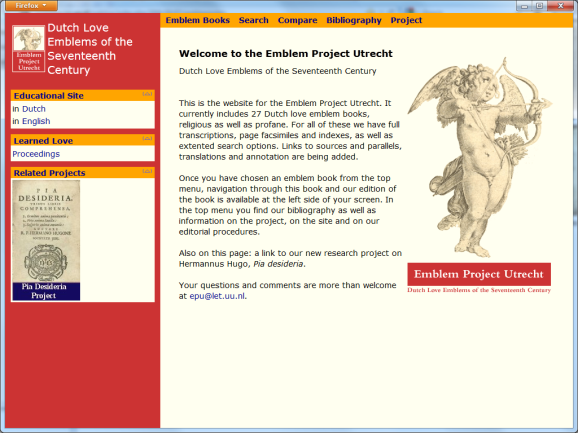 Firefox
Emblem Books Search Compare Bibliography Project
Emblem
Project
Utrecht
Dutch Love
Emblems of the
Seventeenth
Century
Educational Site
in Dutch
in English
Learned Love
Proceedings
Related Projects
PIA
DESIDERIA
Pia Desideria
Project
Welcome to the Emblem Project Utrecht
Dutch Love Emblems of the Seventeenth Century
This is the website for the Emblem Project Utrecht. It
currently includes 27 Dutch love emblem books,
religious as well as profane. For all of these we have full
transcriptions, page facsimiles and indexes, as well as
extended search options. Links to sources and parallels,
translations and annotation are being added.
Once you have chosen an emblem book from the top
menu, navigation through this book and our edition of
the book is available at the left side of your screen. In
the top menu you find our bibliography as well as
information on the project, on the site and on our
editorial procedures.
Also on this page: a link to our new research project on
Hermannus Hugo, Pia desideria.
Your questions and comments are more than welcome
at epu@let.uu.nl.
Emblem Project Utrecht
Dutch Love Emblems of the Seventeenth Century